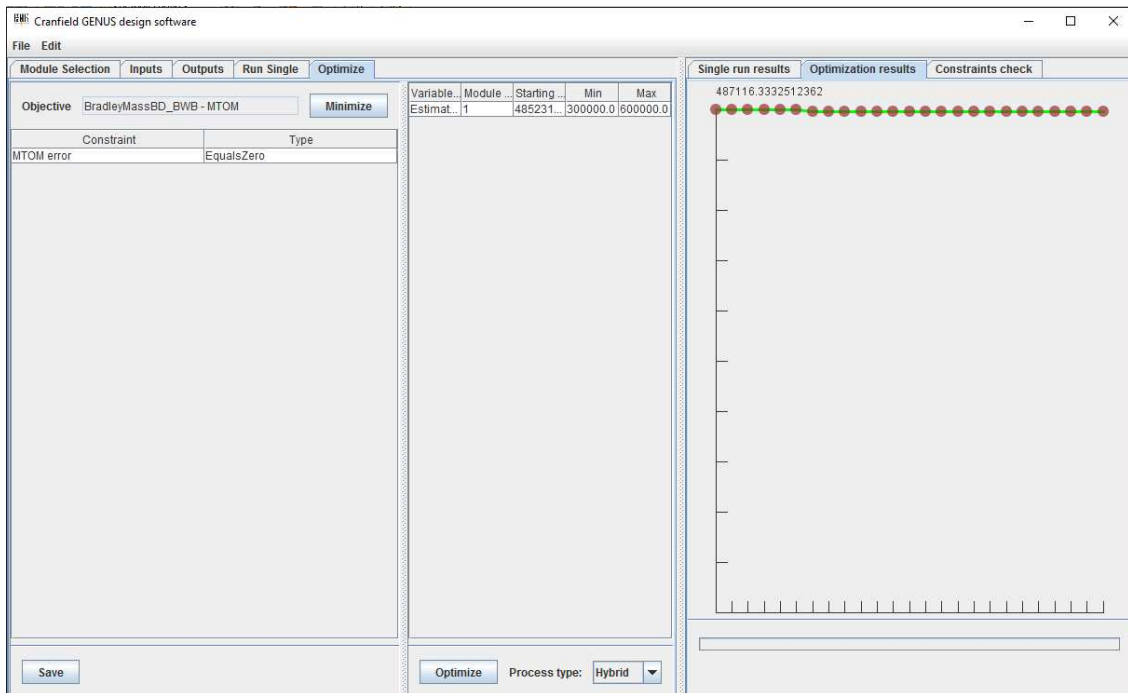 Cranfield GENUS design software
File Edit
Module Selection Inputs Outputs Run Single Optimize
Objective BradleyMassBD_BWB - MTOM Minimize
Constraint Type
MTOM error EqualsZero
Save
Variable... Module ... Starting ... Min Max
Estimat... 1 485231... 300000.0 600000.0
Optimize Process type: Hybrid
Single run results Optimization results Constraints check
487116.3332512362